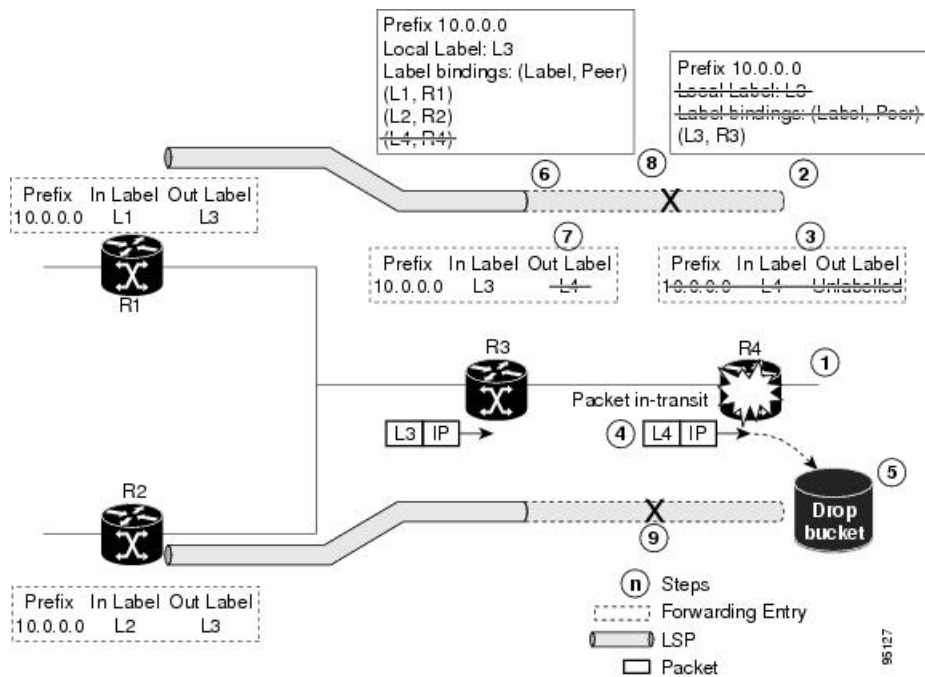 Prefix 10.0.0.0
Local Label: L3
Label bindings: (Label, Peer)
(L1, R1)
(L2, R2)
(L4, R4)
Prefix 10.0.0.0
Local Label: L3
Label bindings: (Label, Peer)
(L3, R3)
6
8
2
Prefix In Label Out Label
10.0.0.0 L1 L3
R1
7
Prefix In Label Out Label
10.0.0.0 L3 L4
3
Prefix In Label Out Label
10.0.0.0 L4 Unlabelled
R3
R4
1
Packet in-transit
L3 IP
4
L4 IP
5
Drop
bucket
R2
9
Prefix In Label Out Label
10.0.0.0 L2 L3
n Steps
Forwarding Entry
LSP
Packet
95127